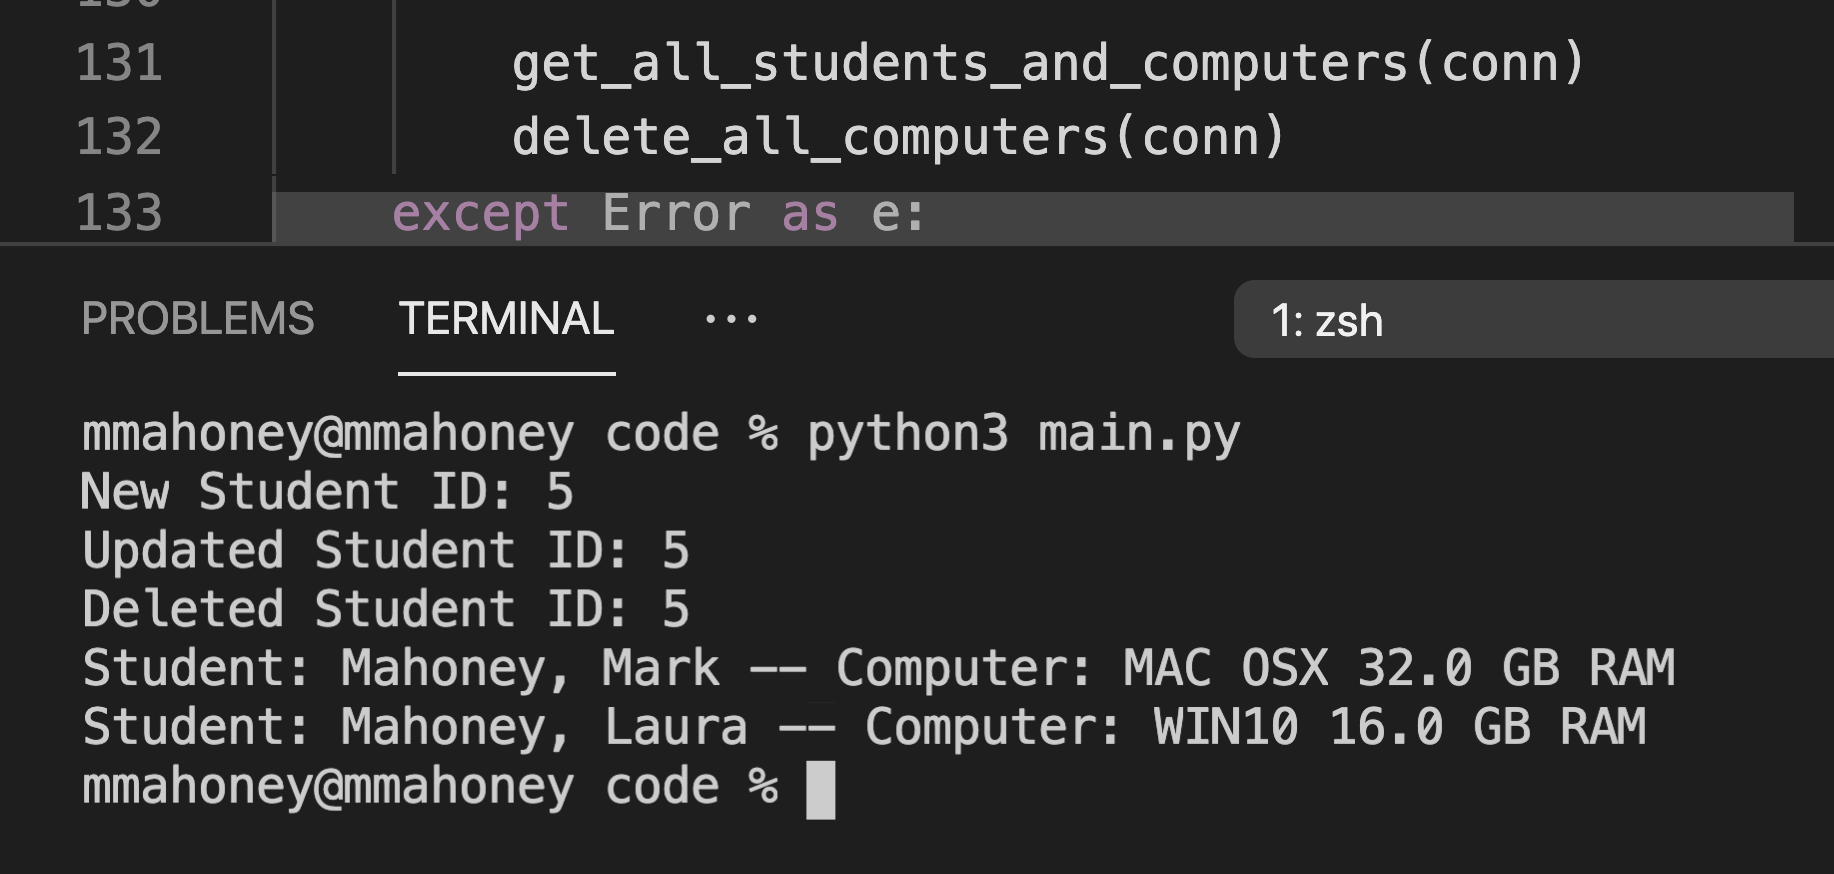 131 get_all_students_and_computers(conn)
132 delete_all_computers(conn)
133 except Error as e:
PROBLEMS TERMINAL ··· 1: zsh
mmahoney@mmahoney code % python3 main.py
New Student ID: 5
Updated Student ID: 5
Deleted Student ID: 5
Student: Mahoney, Mark -- Computer: MAC OSX 32.0 GB RAM
Student: Mahoney, Laura -- Computer: WIN10 16.0 GB RAM
mmahoney@mmahoney code %